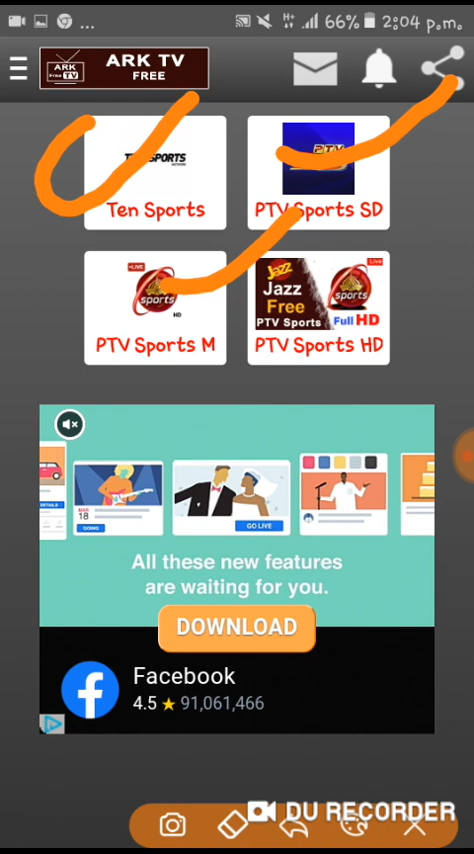 ... 66% 2:04 p.m.
ARK TV
FREE
ARK
Free TV
Ten Sports
PTV Sports SD
LIVE
sports
HD
Jazz
Live
Jazz
Free
PTV Sports
sports
Full HD
PTV Sports M
PTV Sports HD
MAR
18
GOING
GO LIVE
All these new features
are waiting for you.
DOWNLOAD
Facebook
4.5 ★ 91,061,466
DU RECORDER